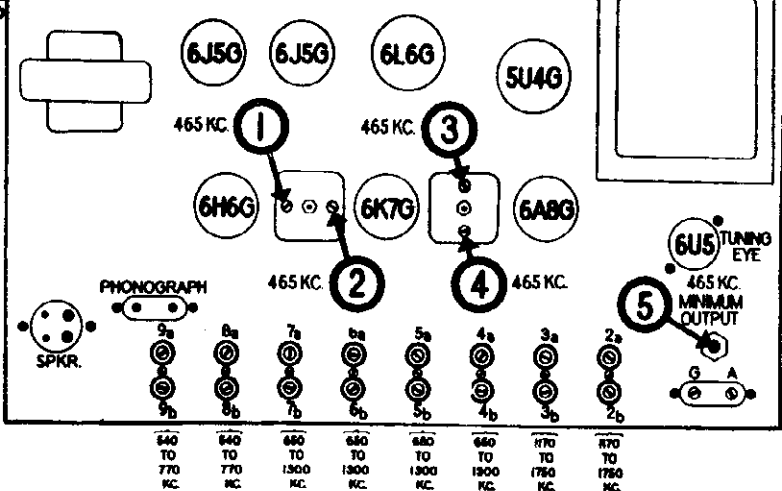 6J5G 6J5G 6L6G 5U4G
465 KC. 1 465 KC. 3
6H6G 6K7G 6A8G
6U5 TUNING EYE
465 KC. 2 4 465 KC.
465 KC.
MINIMUM
OUTPUT
5
PHONOGRAPH
SPKR.
G A
9a 8a 7a 6a 5a 4a 3a 2a
9b 8b 7b 6b 5b 4b 3b 2b
540 540 650 650 680 650 1170
TO TO TO TO TO TO TO TO
770 770 1300 1300 1300 1300 1750 1750
KC. KC. KC. KC. KC. KC. KC. KC.